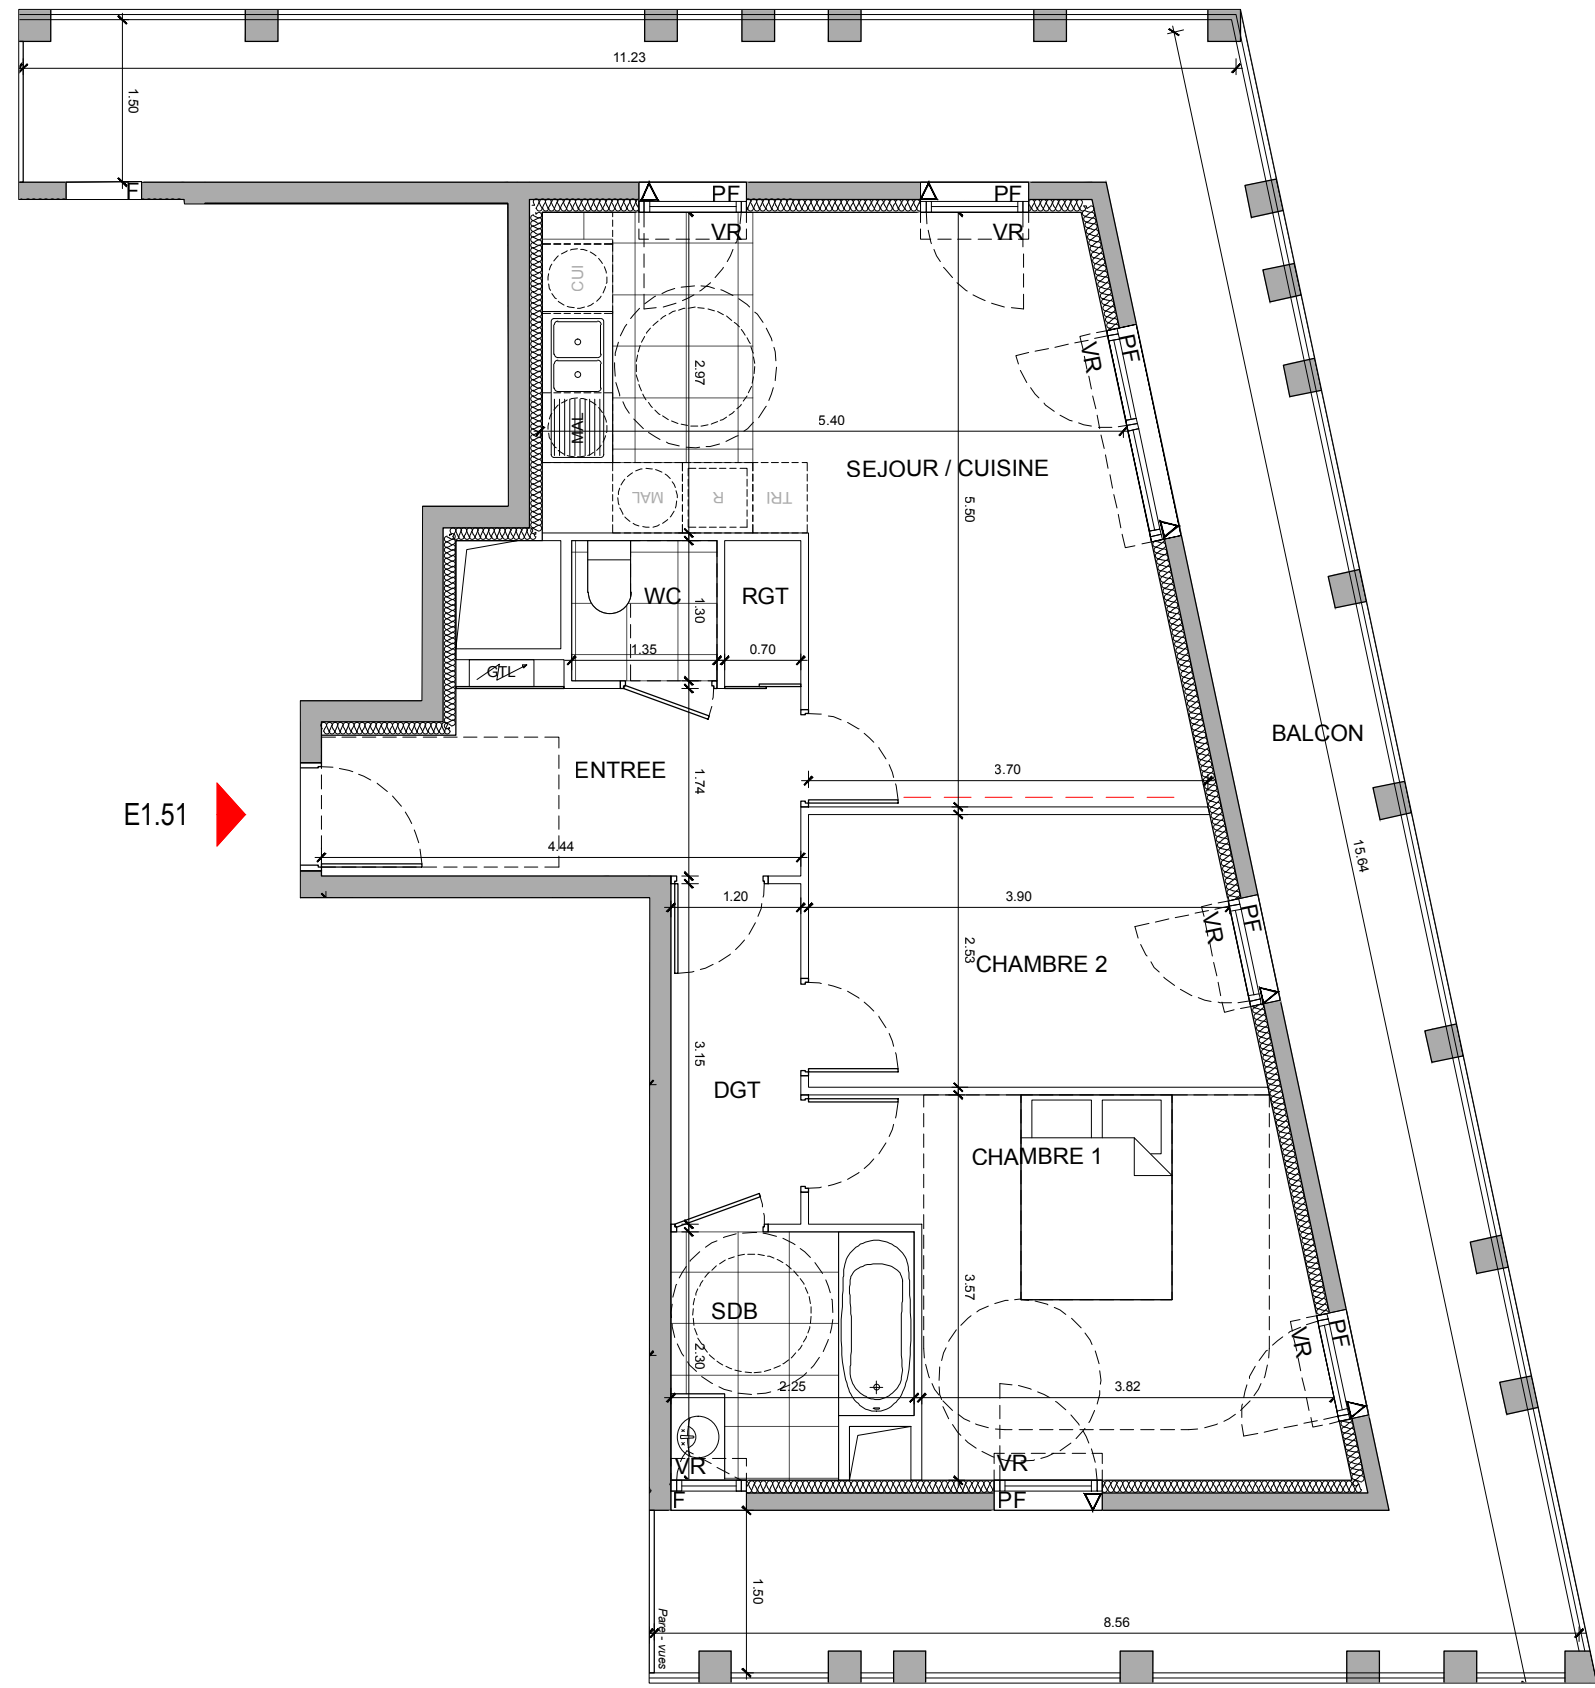 11.23
1.50
F
PF
PF
VR
VR
CUI
2.97
PF
VR
MAL
5.40
SEJOUR / CUISINE
MAL
R
TRI
5.50
WC
1.30
RGT
1.35
0.70
GTL
BALCON
ENTREE
1.74
3.70
E1.51
4.44
15.64
1.20
3.90
PF
VR
2.53
CHAMBRE 2
3.15
DGT
CHAMBRE 1
3.57
SDB
PF
VR
2.30
2.25
3.82
VR
VR
F
PF
1.50
Pare - vues
8.56